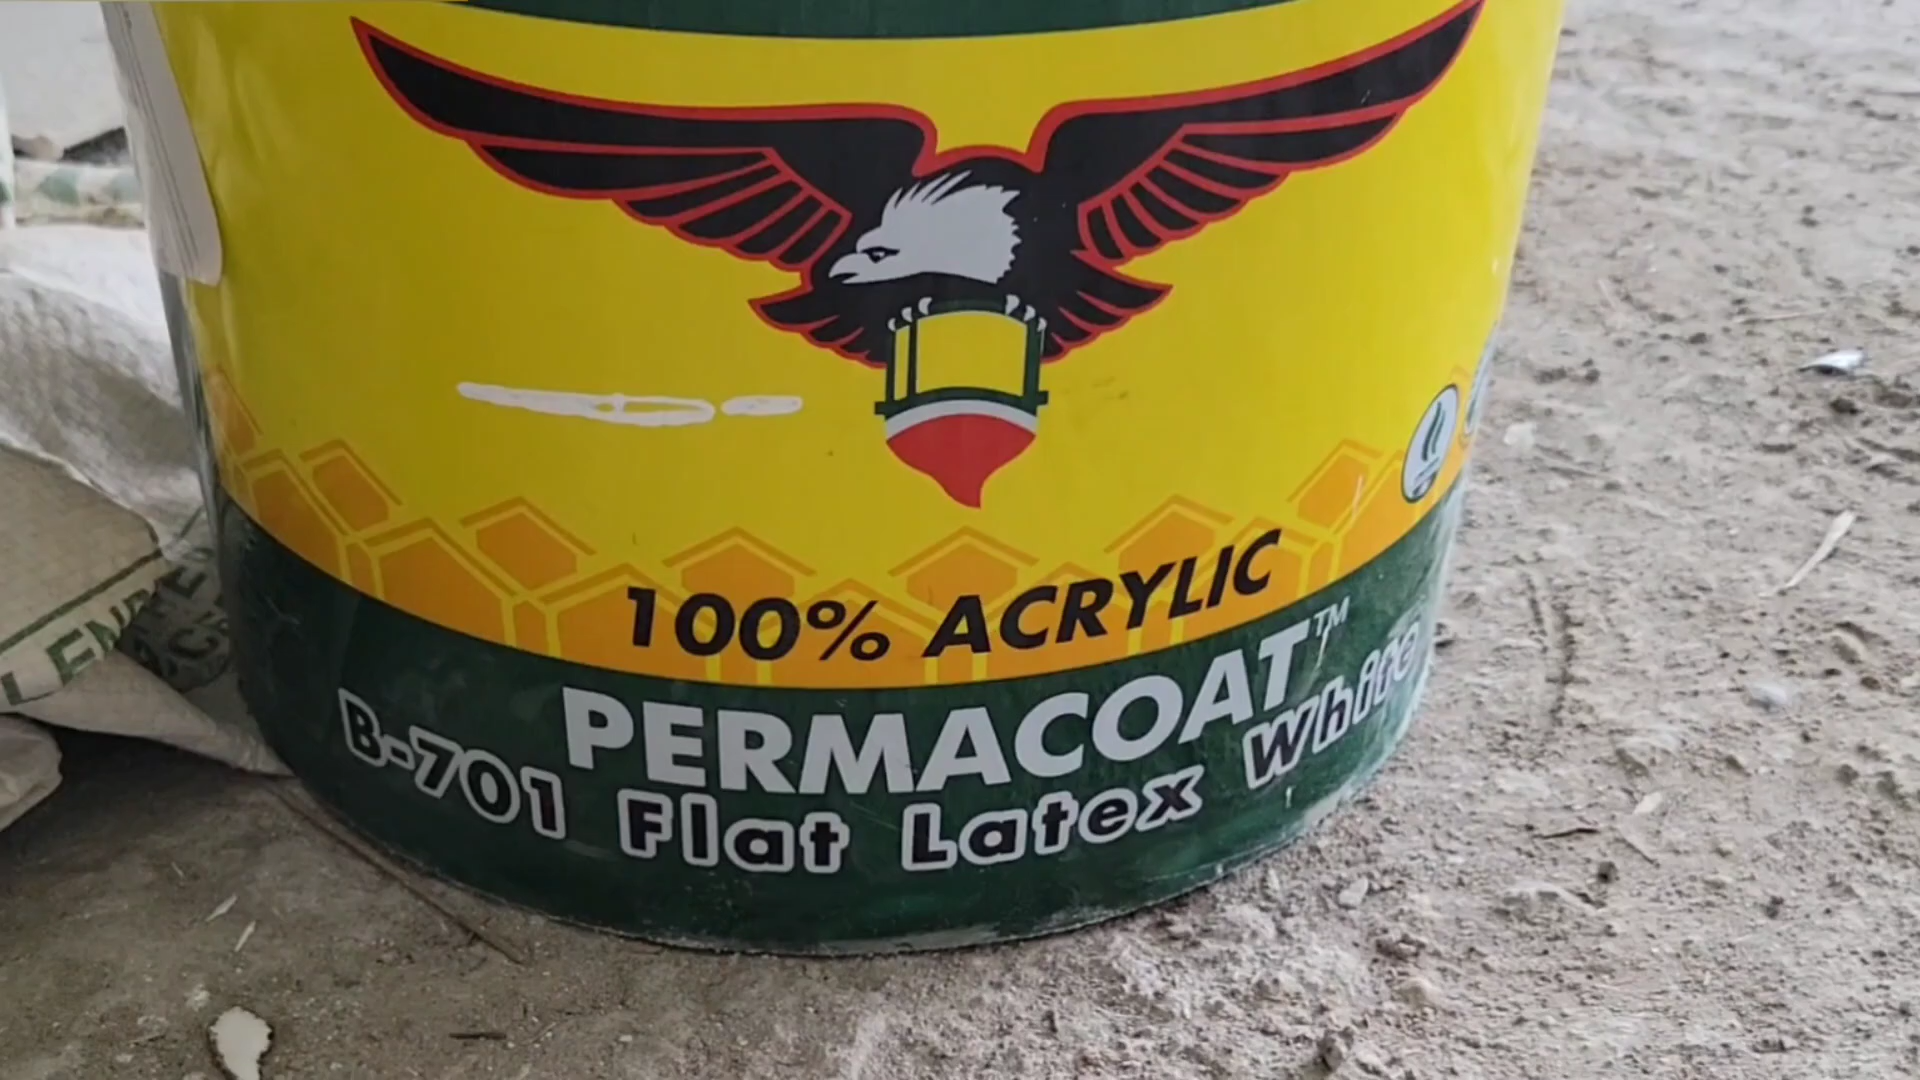 100% ACRYLIC
PERMACOAT™
B-701 Flat Latex White